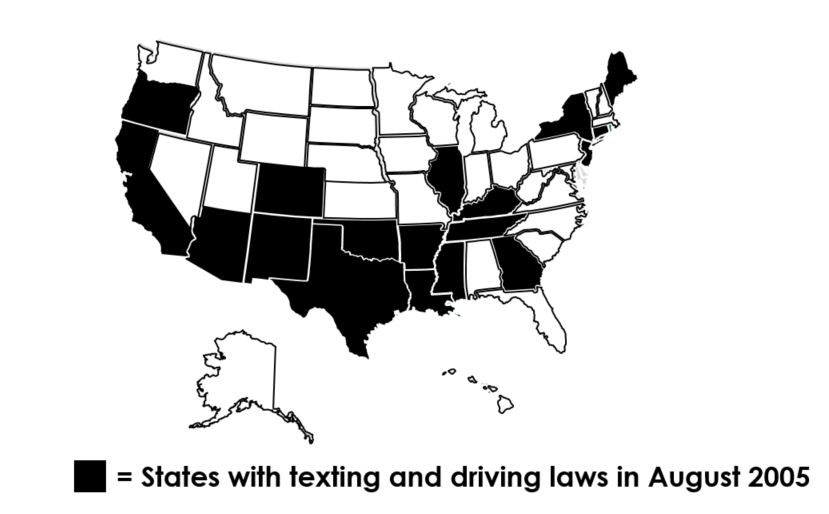 = States with texting and driving laws in August 2005